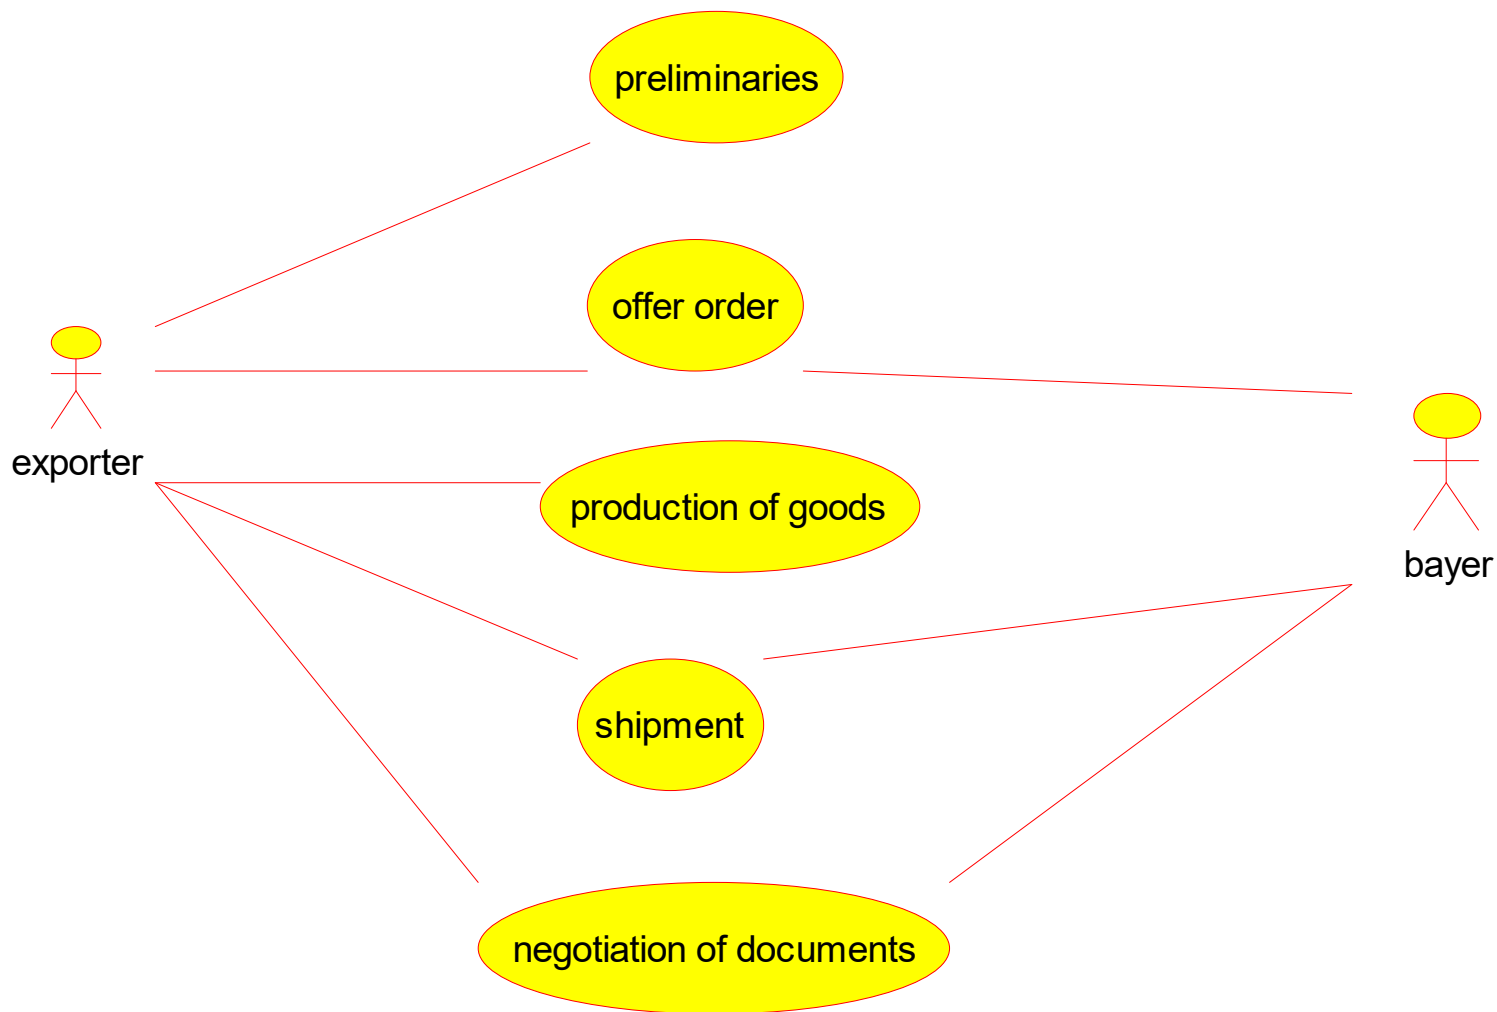 preliminaries
offer order
exporter
production of goods
bayer
shipment
negotiation of documents